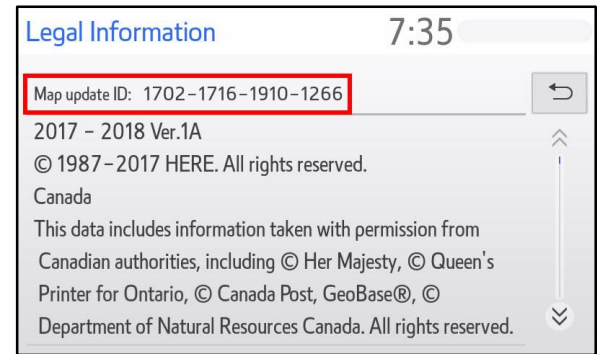 Legal Information 7:35
Map update ID: 1702-1716-1910-1266
2017 - 2018 Ver.1A
© 1987-2017 HERE. All rights reserved.
Canada
This data includes information taken with permission from
Canadian authorities, including © Her Majesty, © Queen's
Printer for Ontario, © Canada Post, GeoBase®, ©
Department of Natural Resources Canada. All rights reserved.